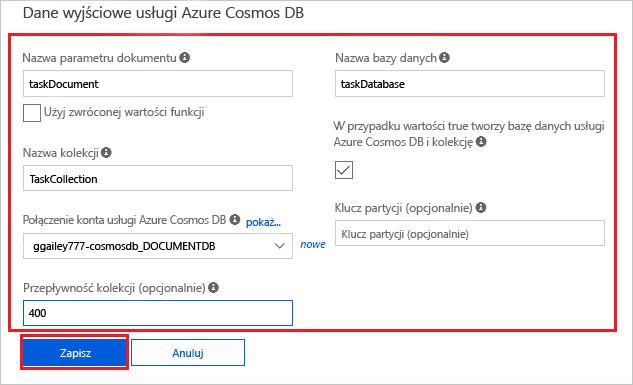 Dane wyjściowe usługi Azure Cosmos DB
Nazwa parametru dokumentu
taskDocument
Użyj zwróconej wartości funkcji
Nazwa kolekcji
TaskCollection
Połączenie konta usługi Azure Cosmos DB pokaż...
ggailey777-cosmosdb_DOCUMENTDB
nowe
Przepływność kolekcji (opcjonalnie)
400
Nazwa bazy danych
taskDatabase
W przypadku wartości true tworzy bazę danych usługi
Azure Cosmos DB i kolekcję
Klucz partycji (opcjonalnie)
Klucz partycji (opcjonalnie)
Zapisz
Anuluj